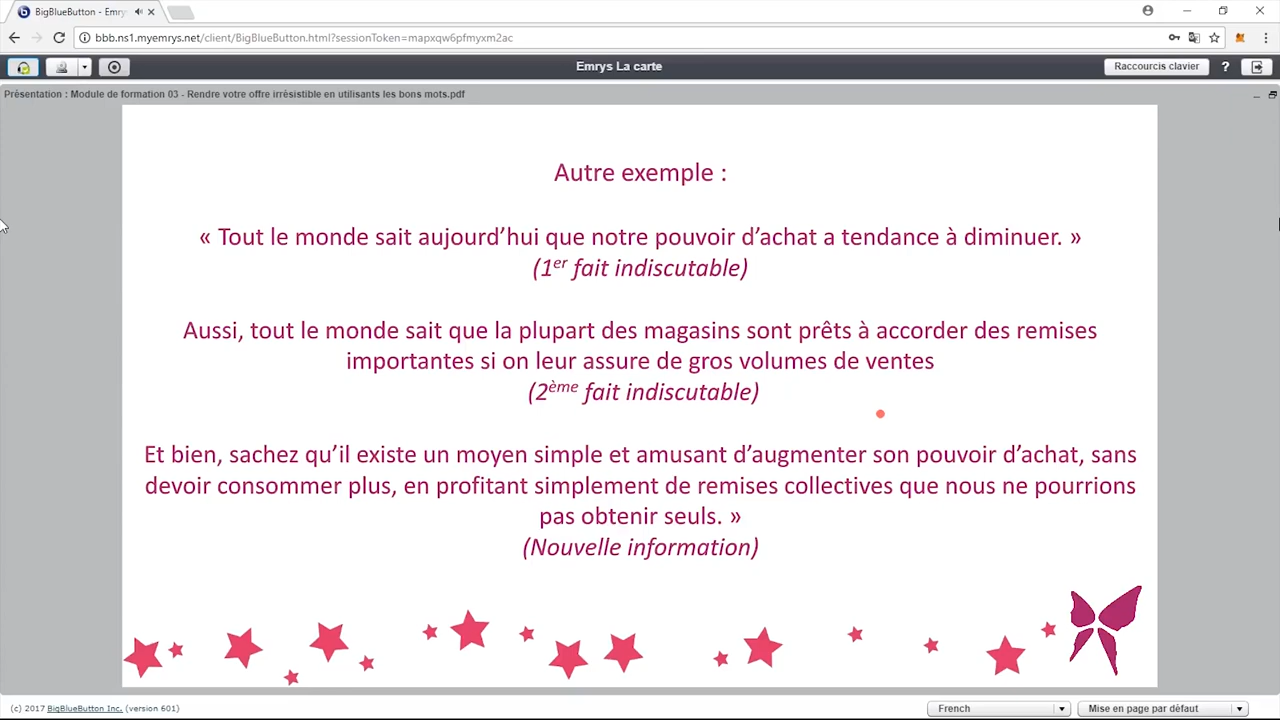 BigBlueButton - Emry
bbb.ns1.myemrys.net/client/BigBlueButton.html?sessionToken=mapxqw6pfmyxm2ac
Emrys La carte
Raccourcis clavier
?
Présentation : Module de formation 03 - Rendre votre offre irrésistible en utilisants les bons mots.pdf
Autre exemple :
« Tout le monde sait aujourd’hui que notre pouvoir d’achat a tendance à diminuer. »
(1er fait indiscutable)
Aussi, tout le monde sait que la plupart des magasins sont prêts à accorder des remises
importantes si on leur assure de gros volumes de ventes
(2ème fait indiscutable)
Et bien, sachez qu’il existe un moyen simple et amusant d’augmenter son pouvoir d’achat, sans
devoir consommer plus, en profitant simplement de remises collectives que nous ne pourrions
pas obtenir seuls. »
(Nouvelle information)
(c) 2017 BigBlueButton Inc. (version 601)
French
Mise en page par défaut